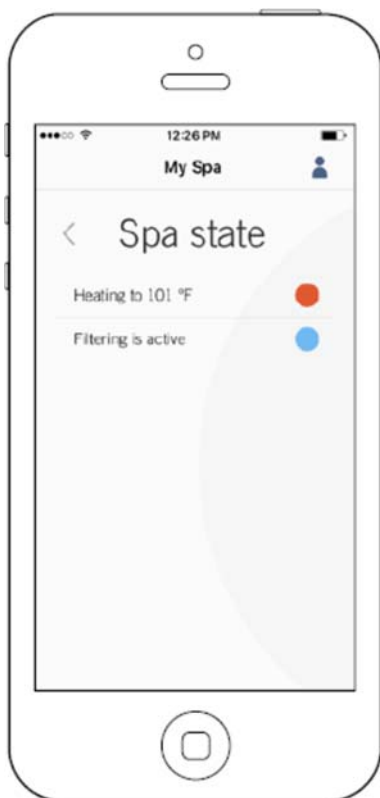 12:26 PM
My Spa
Spa state
Heating to 101 °F
Filtering is active